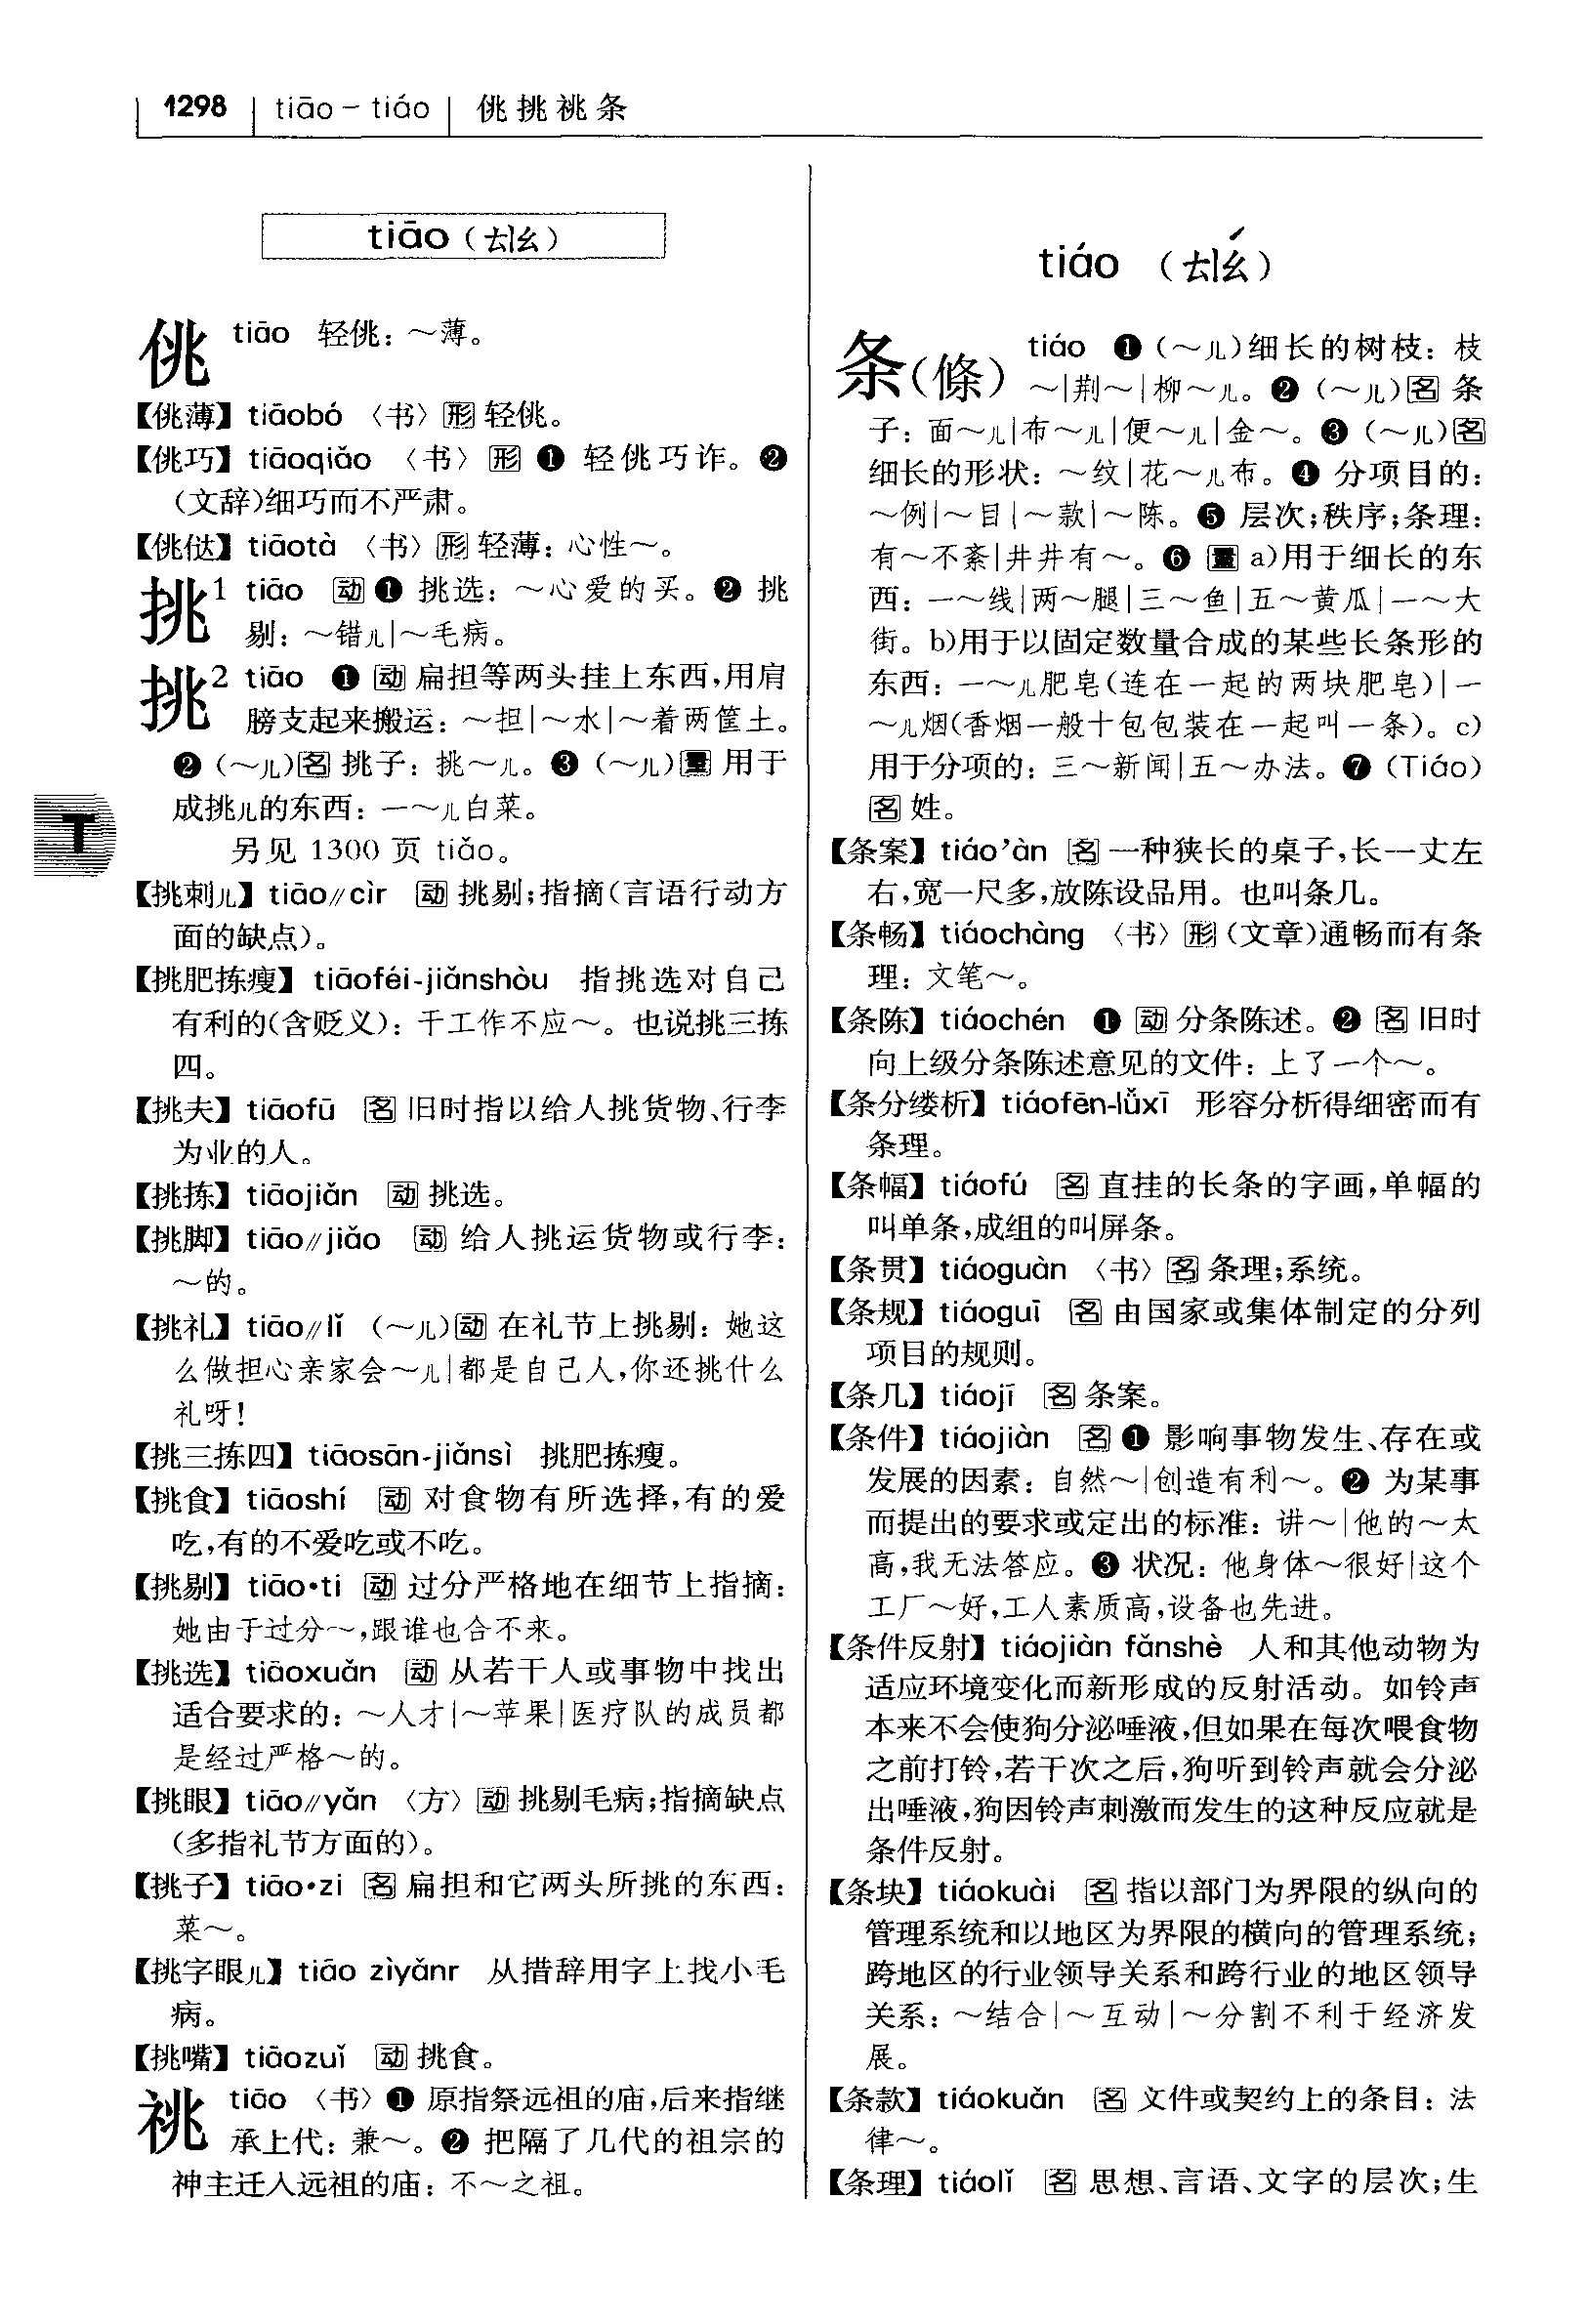 1298 tiāo – tiáo 佻挑祧条
tiāo（ㄊㄧㄠ）
佻 tiāo 轻佻：～薄。
【佻薄】tiāobó 〈书〉形 轻佻。
【佻巧】tiāoqiǎo 〈书〉形 ❶ 轻佻巧诈。❷
（文辞）细巧而不严肃。
【佻㒓】tiāotà 〈书〉形 轻薄：心性～。
挑1 tiāo 动 ❶ 挑选：～心爱的买。❷ 挑
剔：～错儿|～毛病。
挑2 tiāo ❶ 动 扁担等两头挂上东西，用肩
膀支起来搬运：～担|～水|～着两筐土。
❷（～儿）名 挑子：挑～儿。❸（～儿）量 用于
成挑儿的东西：一～儿白菜。
另见 1300 页 tiǎo。
【挑刺儿】tiāo//cìr 动 挑剔；指摘（言语行动方
面的缺点）。
【挑肥拣瘦】tiāoféi-jiǎnshòu 指挑选对自己
有利的（含贬义）：干工作不应～。也说挑三拣
四。
【挑夫】tiāofū 名 旧时指以给人挑货物、行李
为业的人。
【挑拣】tiāojiǎn 动 挑选。
【挑脚】tiāo//jiǎo 动 给人挑运货物或行李：
～的。
【挑礼】tiāo//lǐ （～儿）动 在礼节上挑剔：她这
么做担心亲家会～儿|都是自己人，你还挑什么
礼呀！
【挑三拣四】tiāosān-jiǎnsì 挑肥拣瘦。
【挑食】tiāoshí 动 对食物有所选择，有的爱
吃，有的不爱吃或不吃。
【挑剔】tiāo•ti 动 过分严格地在细节上指摘：
她由于过分～，跟谁也合不来。
【挑选】tiāoxuǎn 动 从若干人或事物中找出
适合要求的：～人才|～苹果|医疗队的成员都
是经过严格～的。
【挑眼】tiāo//yǎn 〈方〉动 挑剔毛病；指摘缺点
（多指礼节方面的）。
【挑子】tiāo•zi 名 扁担和它两头所挑的东西：
菜～。
【挑字眼儿】tiāo zìyǎnr 从措辞用字上找小毛
病。
【挑嘴】tiāozuǐ 动 挑食。
祧 tiāo 〈书〉❶ 原指祭远祖的庙，后来指继
承上代：兼～。❷ 把隔了几代的祖宗的
神主迁入远祖的庙：不～之祖。
T
tiáo （ㄊㄧㄠˊ）
条（條） tiáo ❶（～儿）细长的树枝：枝
～|荆～|柳～儿。❷（～儿）名 条
子：面～儿|布～儿|便～儿|金～。❸（～儿）名
细长的形状：～纹|花～儿布。❹ 分项目的：
～例|～目|～款|～陈。❺ 层次；秩序；条理：
有～不紊|井井有～。❻ 量 a）用于细长的东
西：一～线|两～腿|三～鱼|五～黄瓜|一～大
街。b）用于以固定数量合成的某些长条形的
东西：一～儿肥皂（连在一起的两块肥皂）|一
～儿烟（香烟一般十包包装在一起叫一条）。c）
用于分项的：三～新闻|五～办法。❼（Tiáo）
名 姓。
【条案】tiáo’àn 名 一种狭长的桌子，长一丈左
右，宽一尺多，放陈设品用。也叫条几。
【条畅】tiáochàng 〈书〉形（文章）通畅而有条
理：文笔～。
【条陈】tiáochén ❶ 动 分条陈述。❷ 名 旧时
向上级分条陈述意见的文件：上了一个～。
【条分缕析】tiáofēn-lǚxī 形容分析得细密而有
条理。
【条幅】tiáofú 名 直挂的长条的字画，单幅的
叫单条，成组的叫屏条。
【条贯】tiáoguàn 〈书〉名 条理；系统。
【条规】tiáoguī 名 由国家或集体制定的分列
项目的规则。
【条几】tiáojī 名 条案。
【条件】tiáojiàn 名 ❶ 影响事物发生、存在或
发展的因素：自然～|创造有利～。❷ 为某事
而提出的要求或定出的标准：讲～|他的～太
高，我无法答应。❸ 状况：他身体～很好|这个
工厂～好，工人素质高，设备也先进。
【条件反射】tiáojiàn fǎnshè 人和其他动物为
适应环境变化而新形成的反射活动。如铃声
本来不会使狗分泌唾液，但如果在每次喂食物
之前打铃，若干次之后，狗听到铃声就会分泌
出唾液，狗因铃声刺激而发生的这种反应就是
条件反射。
【条块】tiáokuài 名 指以部门为界限的纵向的
管理系统和以地区为界限的横向的管理系统；
跨地区的行业领导关系和跨行业的地区领导
关系：～结合|～互动|～分割不利于经济发
展。
【条款】tiáokuǎn 名 文件或契约上的条目：法
律～。
【条理】tiáolǐ 名 思想、言语、文字的层次；生